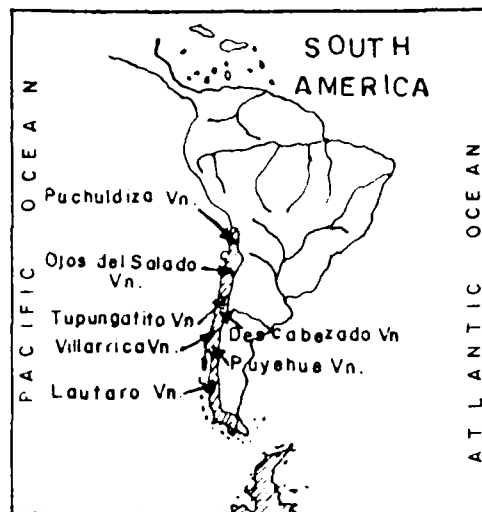 SOUTH
AMERICA
PACIFIC OCEAN
ATLANTIC OCEAN
Puchuldiza Vn.
Ojos del Salado
Vn.
Tupungatito Vn
Des Cabezado Vn
Villarrica Vn.
Puyehue Vn.
Lautaro Vn.